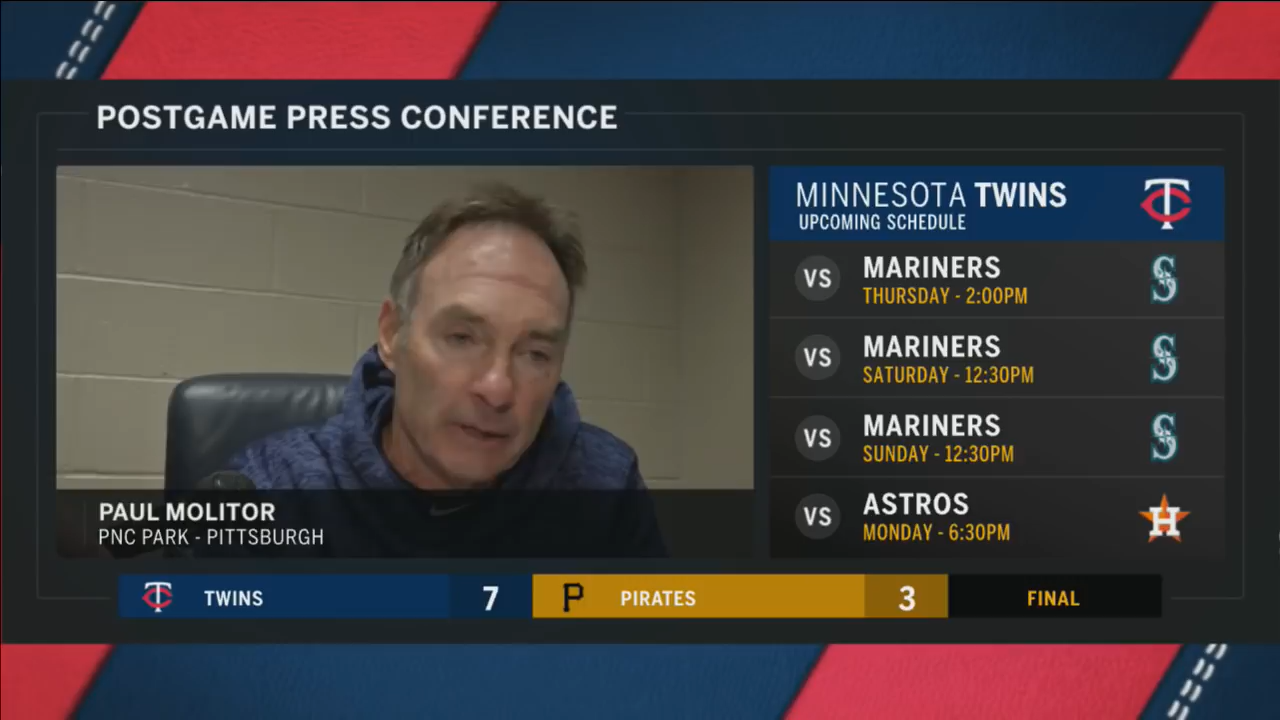 POSTGAME PRESS CONFERENCE
MINNESOTA TWINS
UPCOMING SCHEDULE
VS
MARINERS
THURSDAY - 2:00PM
VS
MARINERS
SATURDAY - 12:30PM
VS
MARINERS
SUNDAY - 12:30PM
VS
ASTROS
MONDAY - 6:30PM
PAUL MOLITOR
PNC PARK - PITTSBURGH
TWINS 7 PIRATES 3 FINAL